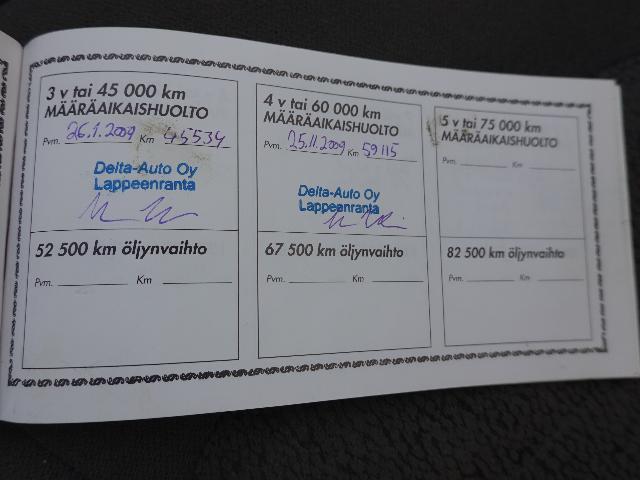 3 v tai 45 000 km
MÄÄRÄAIKAISHUOLTO
Pvm. 26.1.2009 Km 45534
Delta-Auto Oy
Lappeenranta
52 500 km öljynvaihto
Pvm. Km
4 v tai 60 000 km
MÄÄRÄAIKAISHUOLTO
Pvm. 25.11.2009 Km 59115
Delta-Auto Oy
Lappeenranta
67 500 km öljynvaihto
Pvm. Km
5 v tai 75 000 km
MÄÄRÄAIKAISHUOLTO
Pvm. Km
82 500 km öljynvaihto
Pvm. Km